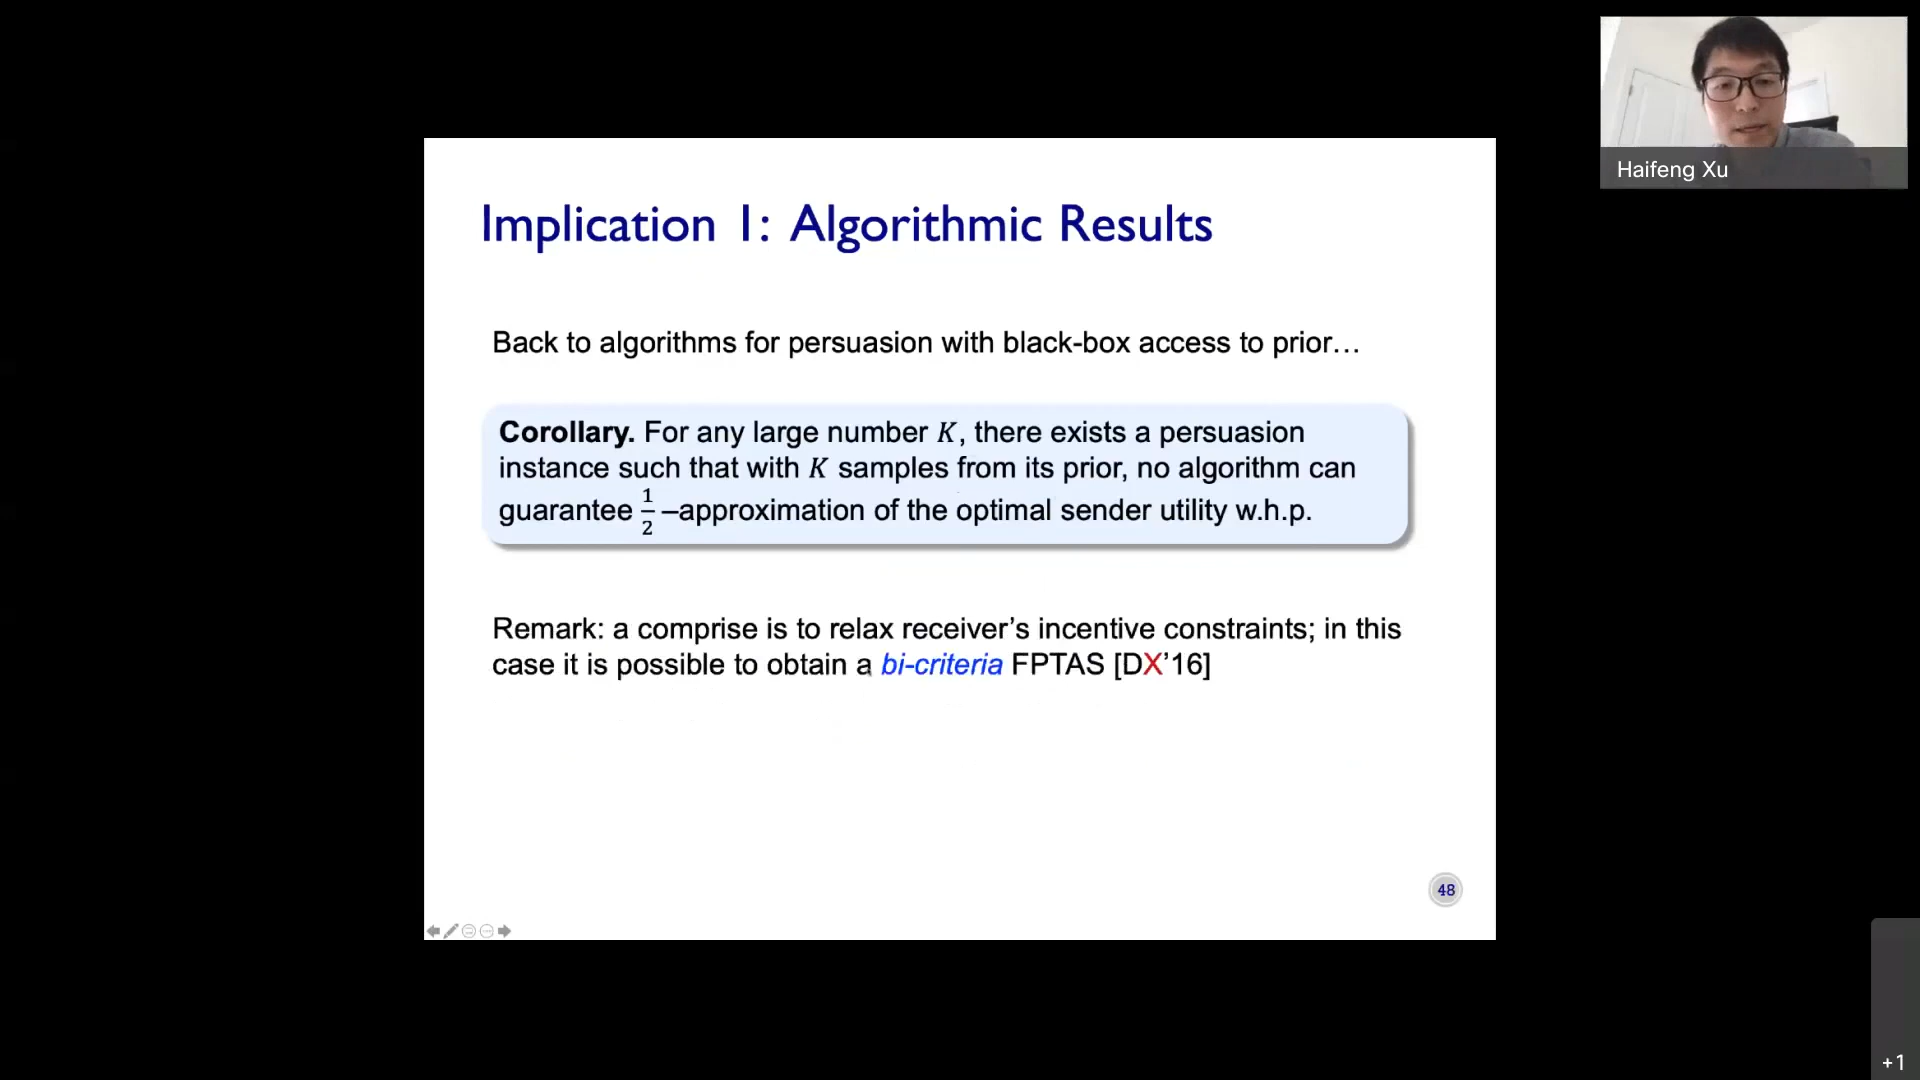 Haifeng Xu
Implication 1: Algorithmic Results
Back to algorithms for persuasion with black-box access to prior…
Corollary. For any large number K, there exists a persuasion
instance such that with K samples from its prior, no algorithm can
guarantee 1/2 –approximation of the optimal sender utility w.h.p.
Remark: a comprise is to relax receiver's incentive constraints; in this
case it is possible to obtain a bi-criteria FPTAS [DX'16]
48
+1